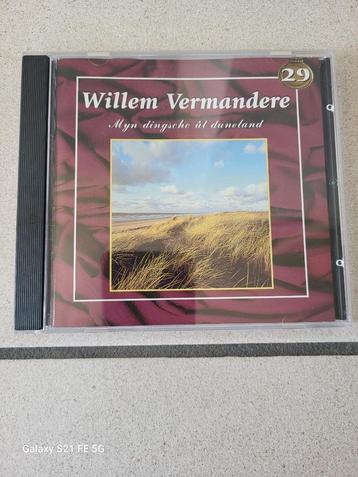 29
Willem Vermandere
Myn dingsche ût duneland
Galaxy S21 FE 5G